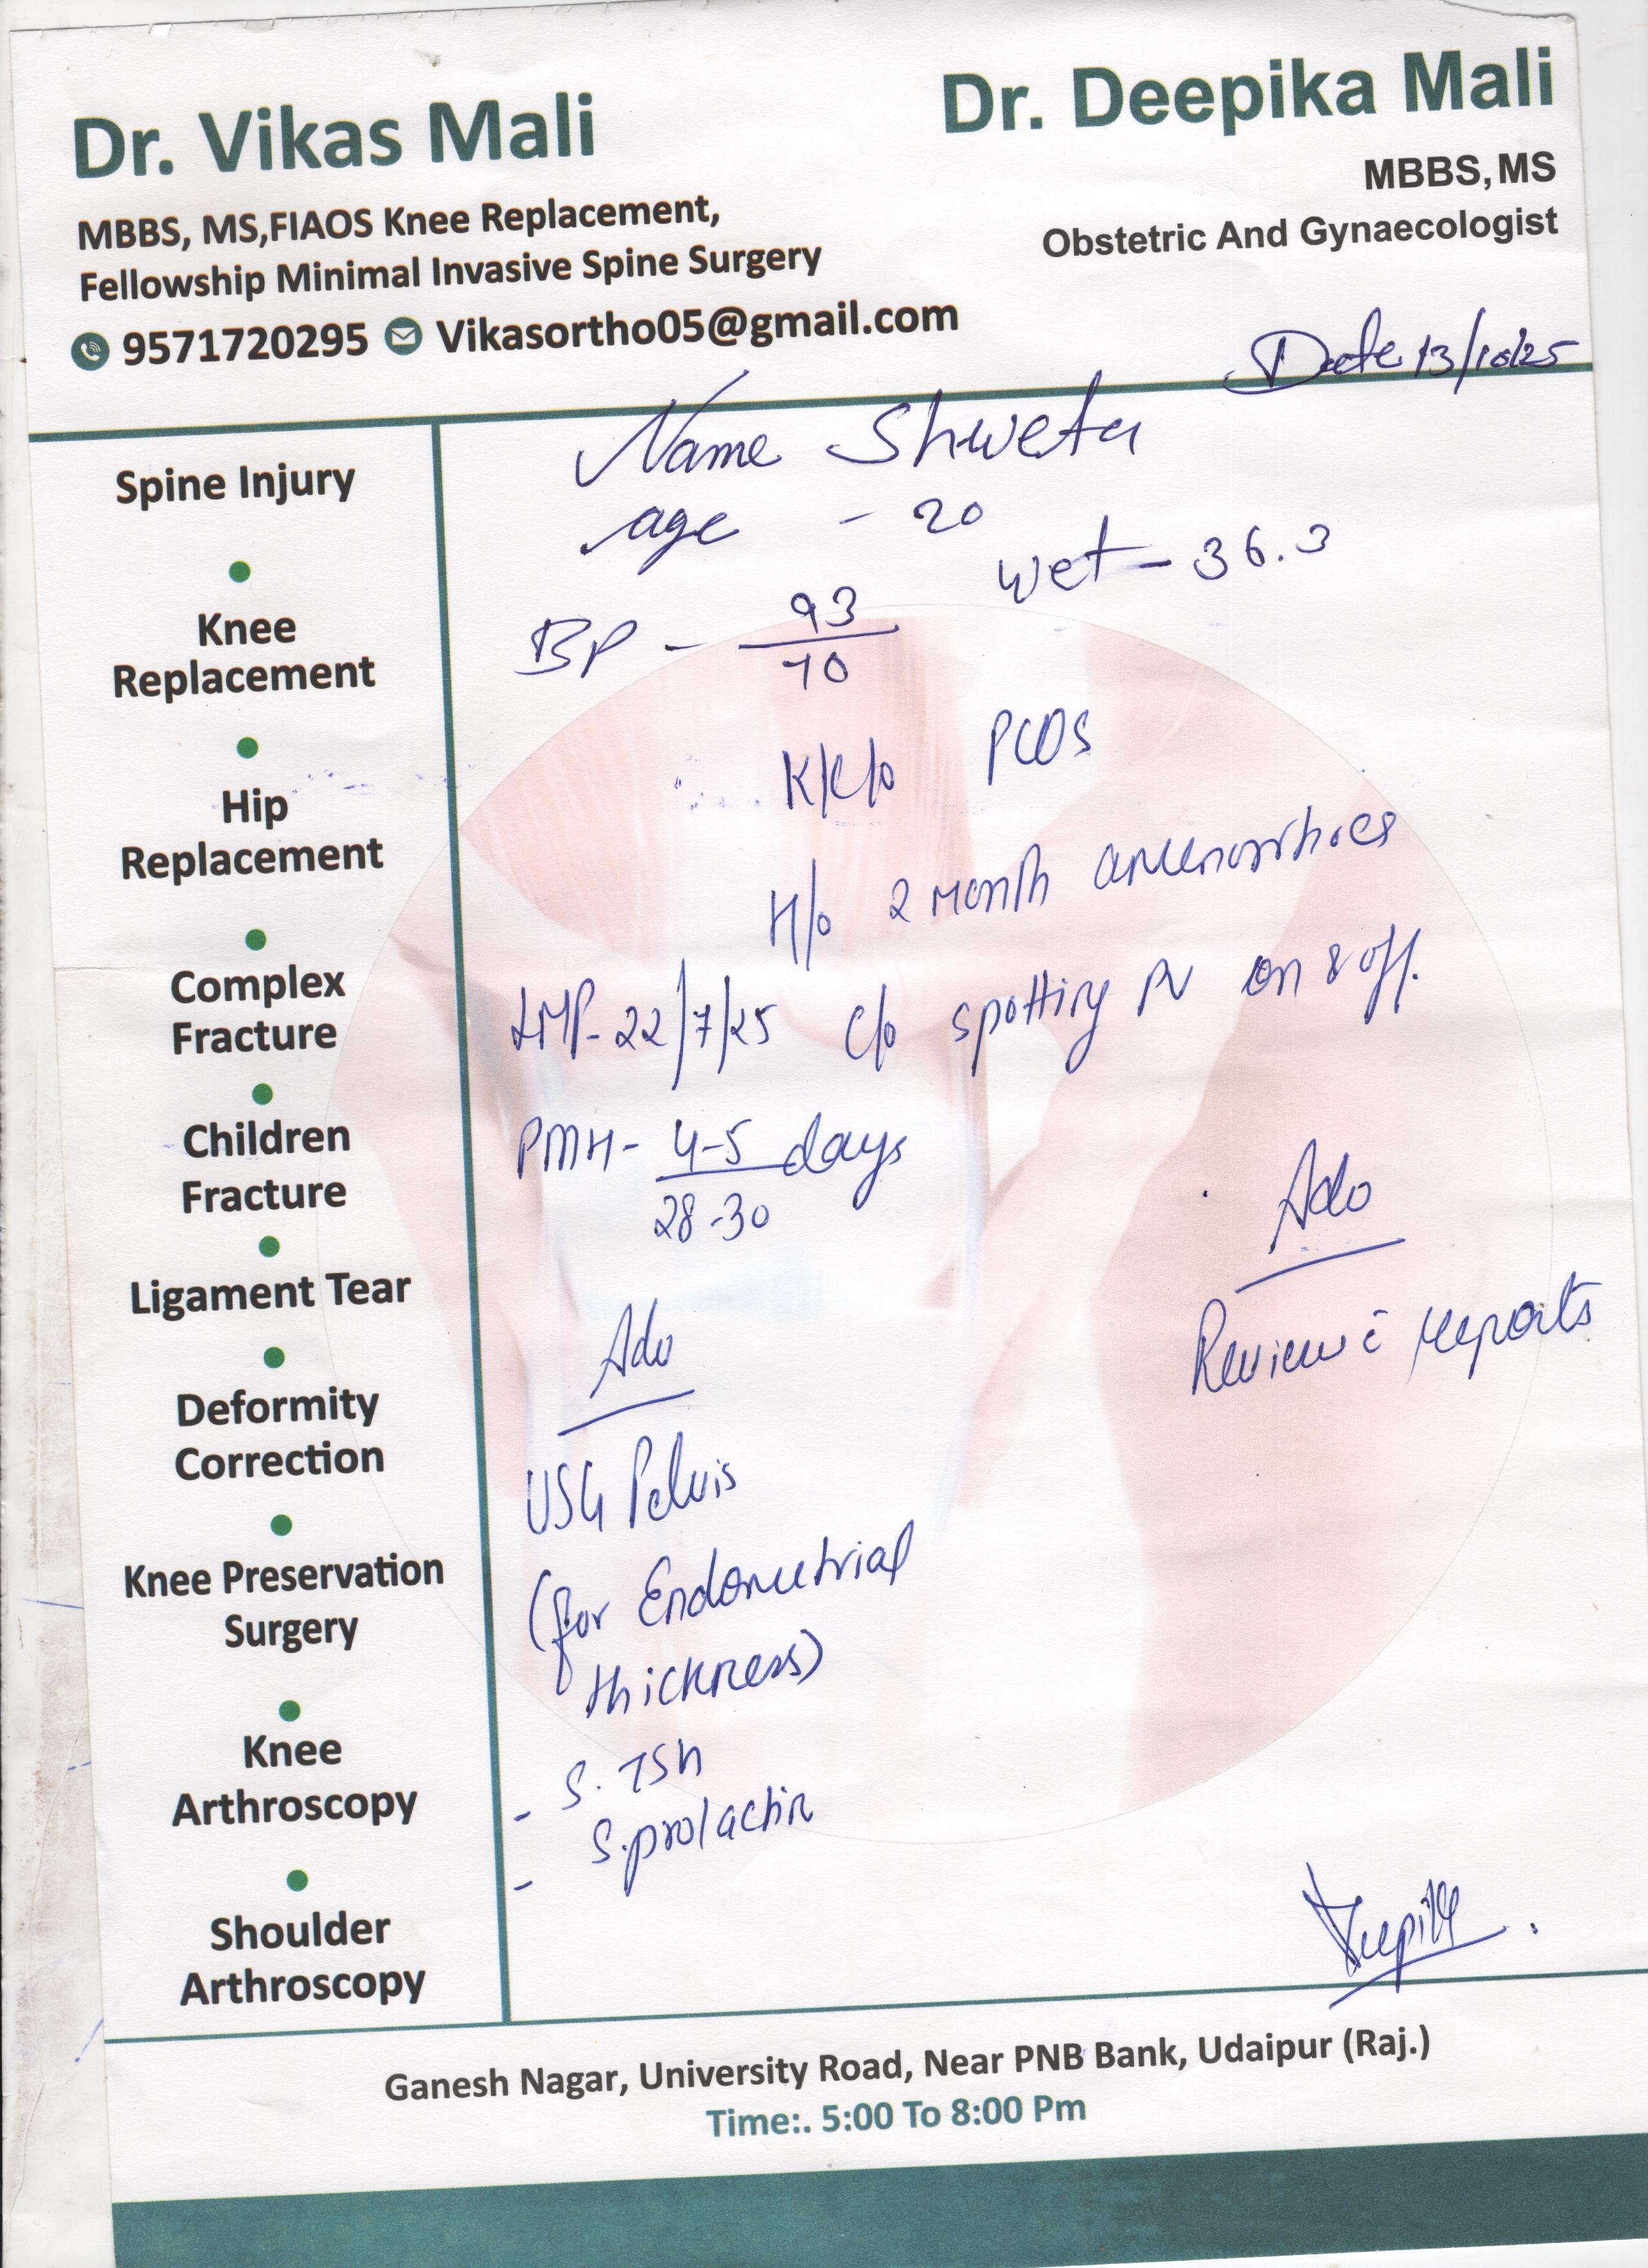 Dr. Vikas Mali
MBBS, MS,FIAOS Knee Replacement,
Fellowship Minimal Invasive Spine Surgery
9571720295 Vikasortho05@gmail.com
Dr. Deepika Mali
MBBS, MS
Obstetric And Gynaecologist
Date 13/10/25
Spine Injury
Knee
Replacement
Hip
Replacement
Complex
Fracture
Children
Fracture
Ligament Tear
Deformity
Correction
Knee Preservation
Surgery
Knee
Arthroscopy
Shoulder
Arthroscopy
Name Shweta
age - 20
wet - 36.3
BP - 93
70
K/c/o PCOS
H/o 2 month amenorrhoea
LMP- 22/7/25 c/o spotting PV on & off.
PMH- 4-5 days
28-30
Adv
Review c̄ reports
Adv
USG Pelvis
(for Endometrial
thickness)
- S. TSH
- S. prolactin
Ganesh Nagar, University Road, Near PNB Bank, Udaipur (Raj.)
Time:. 5:00 To 8:00 Pm